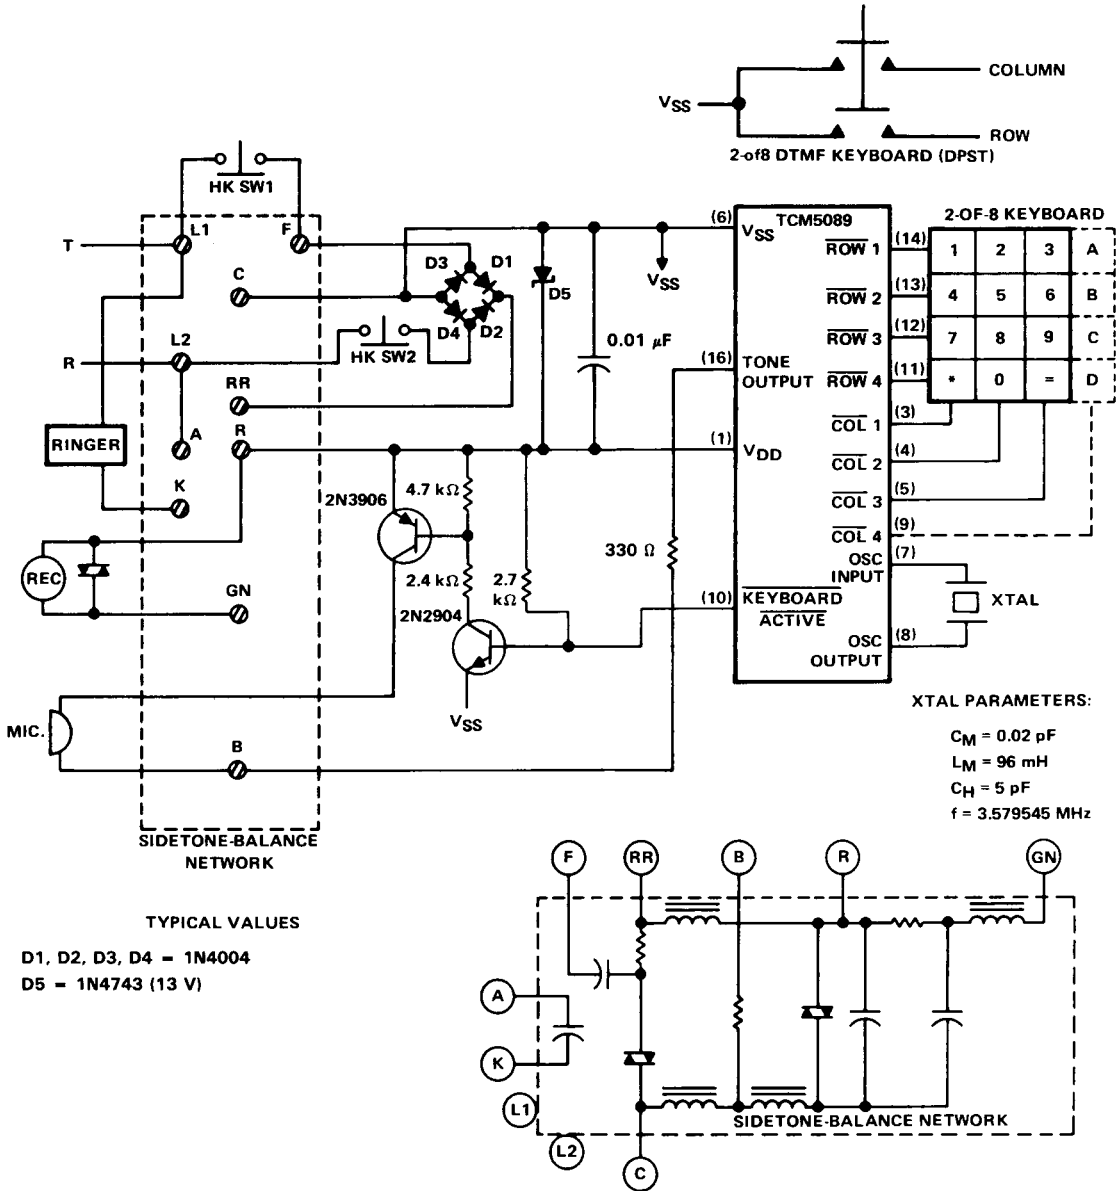 COLUMN
VSS
ROW
2-of8 DTMF KEYBOARD (DPST)
HK SW1
L1
F
T
C
D3
D1
D4
D2
D5
VSS
0.01 μF
HK SW2
L2
R
RR
A
R
RINGER
K
REC
GN
2N3906
4.7 kΩ
2.4 kΩ
2.7
kΩ
2N2904
VSS
330 Ω
MIC.
B
SIDETONE-BALANCE
NETWORK
(6)
TCM5089
VSS
ROW 1
(14)
ROW 2
(13)
ROW 3
(12)
(16)
TONE
OUTPUT
ROW 4
(11)
COL 1
(3)
(1)
VDD
COL 2
(4)
COL 3
(5)
COL 4
(9)
OSC
INPUT
(7)
(10)
KEYBOARD
ACTIVE
OSC
OUTPUT
(8)
2-OF-8 KEYBOARD
1 2 3 A
4 5 6 B
7 8 9 C
* 0 = D
XTAL
XTAL PARAMETERS:
CM = 0.02 pF
LM = 96 mH
CH = 5 pF
f = 3.579545 MHz
TYPICAL VALUES
D1, D2, D3, D4 = 1N4004
D5 = 1N4743 (13 V)
F
RR
B
R
GN
A
K
L1
L2
C
SIDETONE-BALANCE NETWORK